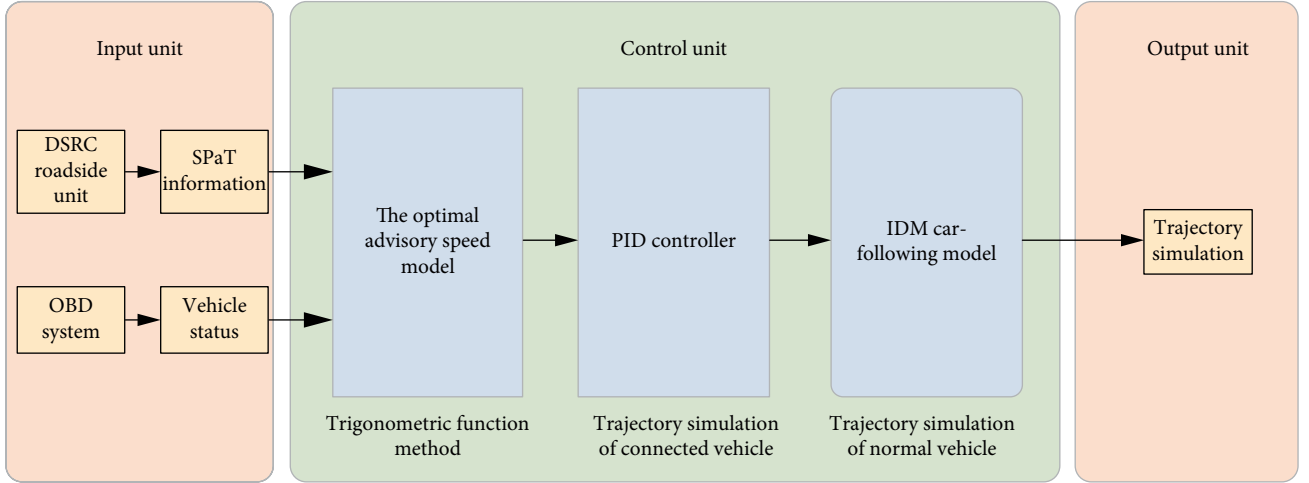 Input unit
DSRC
roadside
unit
SPaT
information
OBD
system
Vehicle
status
Control unit
The optimal
advisory speed
model
PID controller
IDM car-
following model
Trigonometric function
method
Trajectory simulation
of connected vehicle
Trajectory simulation
of normal vehicle
Output unit
Trajectory
simulation